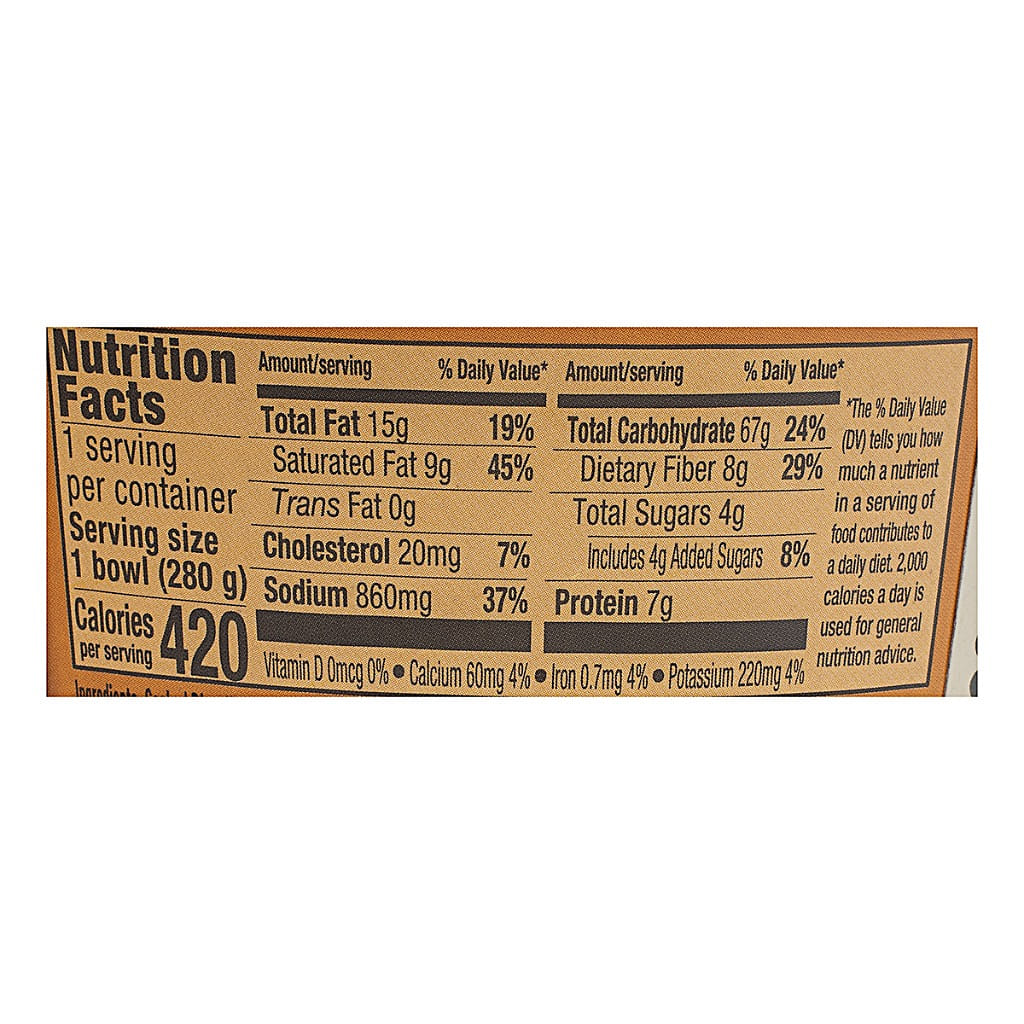 Nutrition
Facts
1 serving
per container
Serving size
1 bowl (280 g)
Calories 420
per serving
Amount/serving % Daily Value*
Total Fat 15g 19%
Saturated Fat 9g 45%
Trans Fat 0g
Cholesterol 20mg 7%
Sodium 860mg 37%
Amount/serving % Daily Value*
Total Carbohydrate 67g 24%
Dietary Fiber 8g 29%
Total Sugars 4g
Includes 4g Added Sugars 8%
Protein 7g
Vitamin D 0mcg 0% • Calcium 60mg 4% • Iron 0.7mg 4% • Potassium 220mg 4%
*The % Daily Value
(DV) tells you how
much a nutrient
in a serving of
food contributes to
a daily diet. 2,000
calories a day is
used for general
nutrition advice.